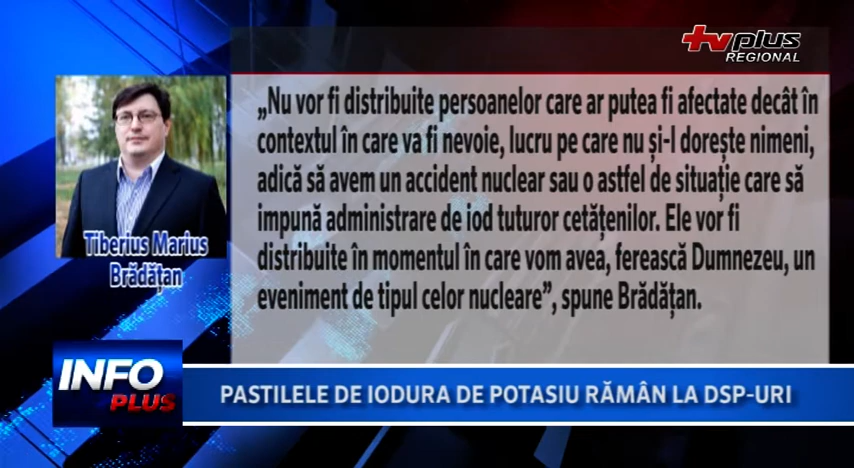 tvplus
REGIONAL
„Nu vor fi distribuite persoanelor care ar putea fi afectate decât în
contextul în care va fi nevoie, lucru pe care nu și-l dorește nimeni,
adică să avem un accident nuclear sau o astfel de situație care să
impună administrare de iod tuturor cetățenilor. Ele vor fi
distribuite în momentul în care vom avea, ferească Dumnezeu, un
eveniment de tipul celor nucleare”, spune Brădățan.
Tiberius Marius
Brădățan
INFO
PLUS
PASTILELE DE IODURA DE POTASIU RĂMÂN LA DSP-URI